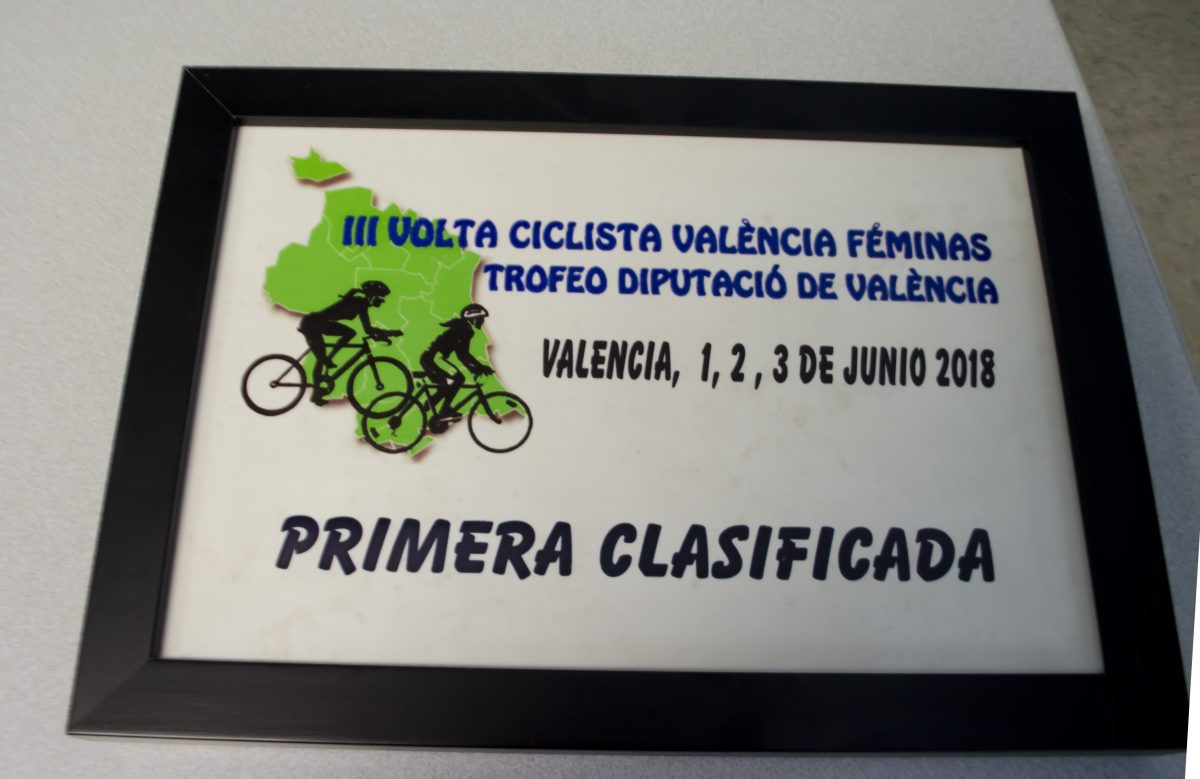 III VOLTA CICLISTA VALÈNCIA FÉMINAS
TROFEO DIPUTACIÓ DE VALÈNCIA
VALENCIA, 1, 2, 3 DE JUNIO 2018
PRIMERA CLASIFICADA